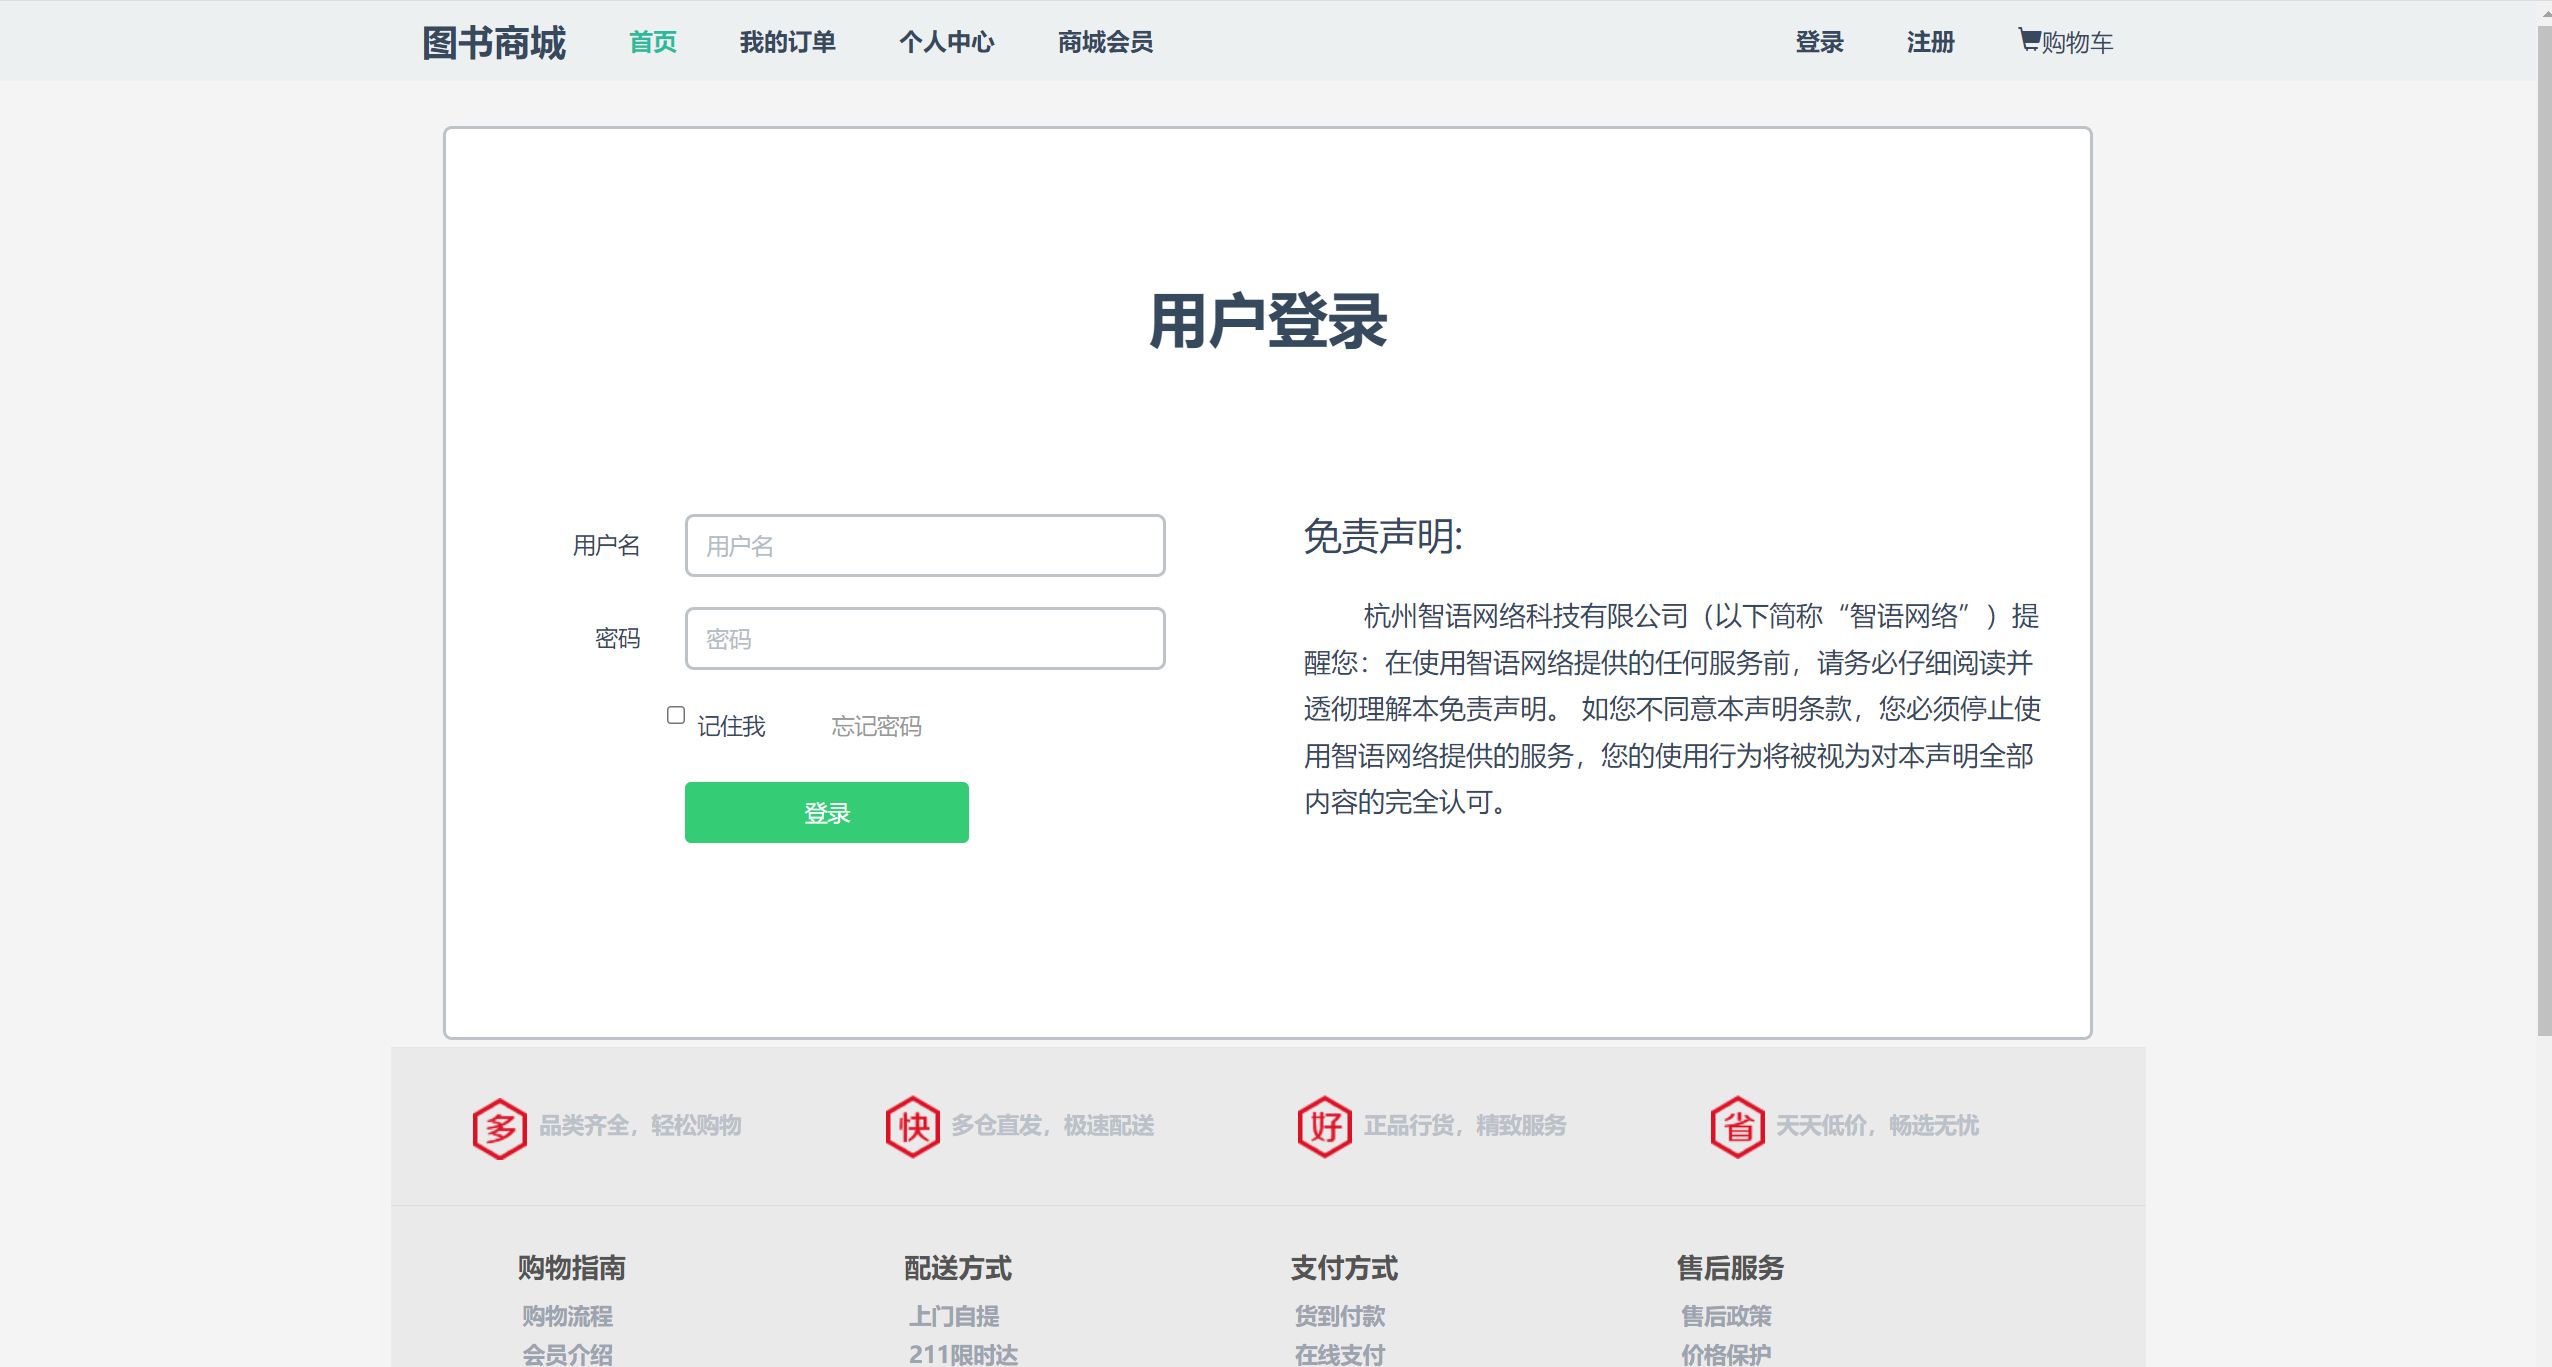 图书商城 首页 我的订单 个人中心 商城会员 登录 注册 购物车
用户登录
用户名 用户名
密码 密码
记住我 忘记密码
登录
免责声明:
杭州智语网络科技有限公司（以下简称“智语网络”）提
醒您：在使用智语网络提供的任何服务前，请务必仔细阅读并
透彻理解本免责声明。 如您不同意本声明条款，您必须停止使
用智语网络提供的服务，您的使用行为将被视为对本声明全部
内容的完全认可。
多 品类齐全，轻松购物 快 多仓直发，极速配送 好 正品行货，精致服务 省 天天低价，畅选无忧
购物指南 配送方式 支付方式 售后服务
购物流程 上门自提 货到付款 售后政策
会员介绍 211限时达 在线支付 价格保护